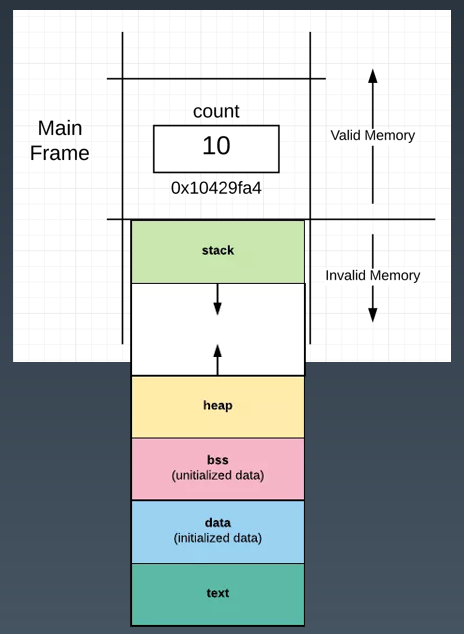 count
Main
Frame
10
Valid Memory
0x10429fa4
stack
Invalid Memory
heap
bss
(unitialized data)
data
(initialized data)
text